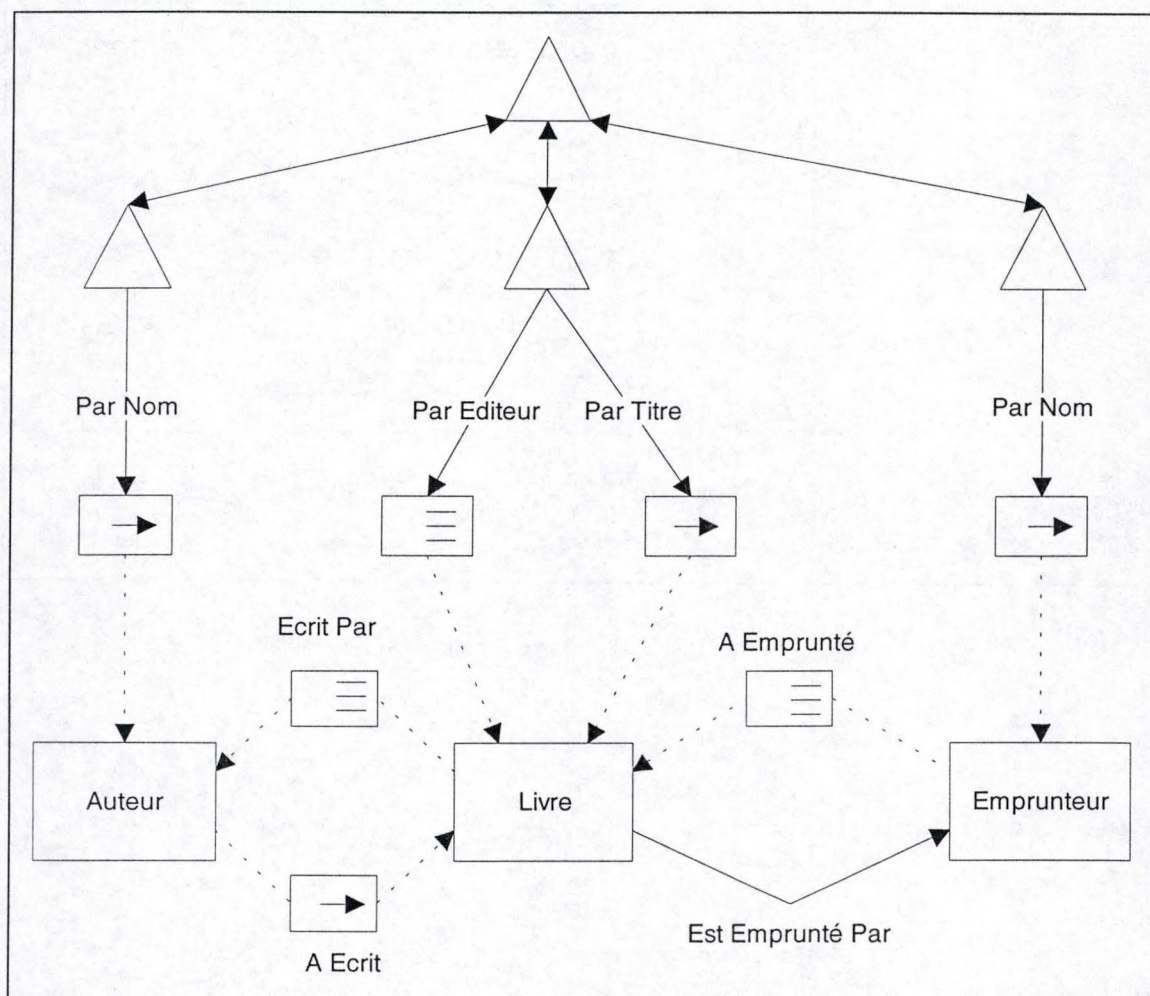 Par Nom
Par Editeur
Par Titre
Par Nom
Ecrit Par
A Emprunté
Auteur
Livre
Emprunteur
Est Emprunté Par
A Ecrit